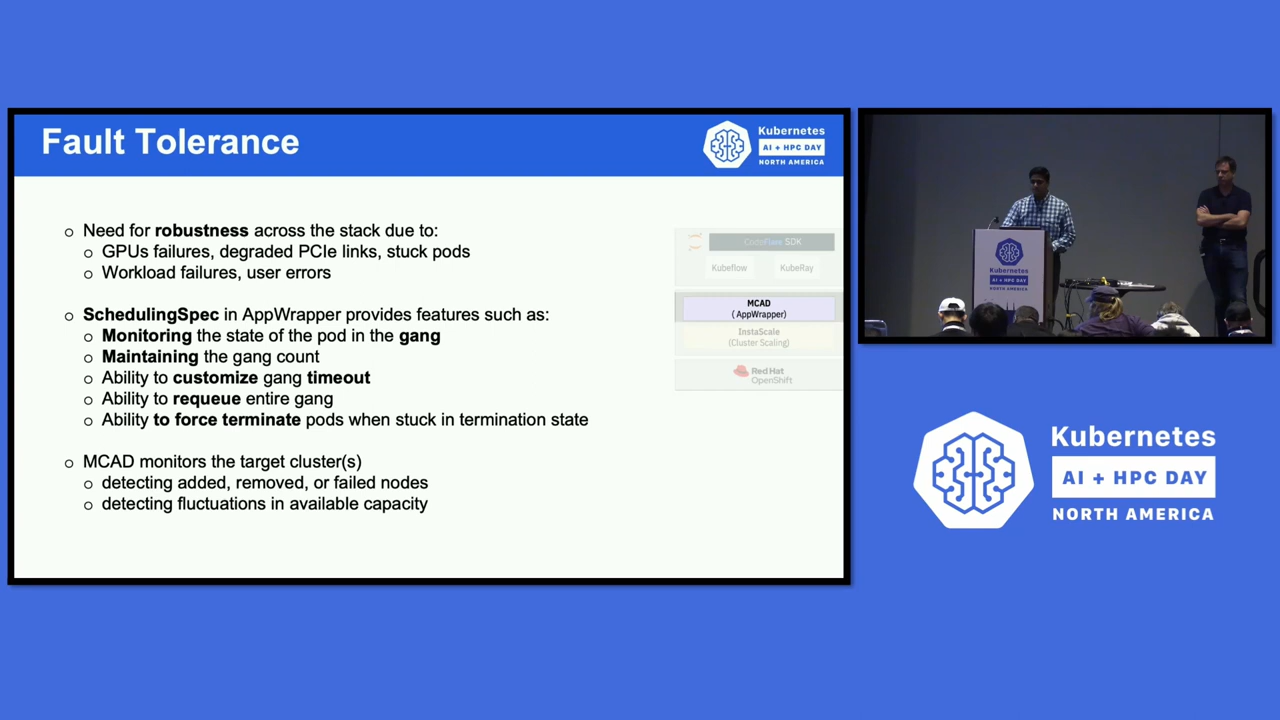 Fault Tolerance
Kubernetes
AI + HPC DAY
NORTH AMERICA
Need for robustness across the stack due to:
GPUs failures, degraded PCIe links, stuck pods
Workload failures, user errors
SchedulingSpec in AppWrapper provides features such as:
Monitoring the state of the pod in the gang
Maintaining the gang count
Ability to customize gang timeout
Ability to requeue entire gang
Ability to force terminate pods when stuck in termination state
MCAD monitors the target cluster(s)
detecting added, removed, or failed nodes
detecting fluctuations in available capacity
CodeFlare SDK
Kubeflow
KubeRay
MCAD
( AppWrapper)
InstaScale
(Cluster Scaling)
Red Hat
OpenShift
Kubernetes
AI + HPC DAY
NORTH AMERICA
Kubernetes
AI + HPC DAY
NORTH AMERICA